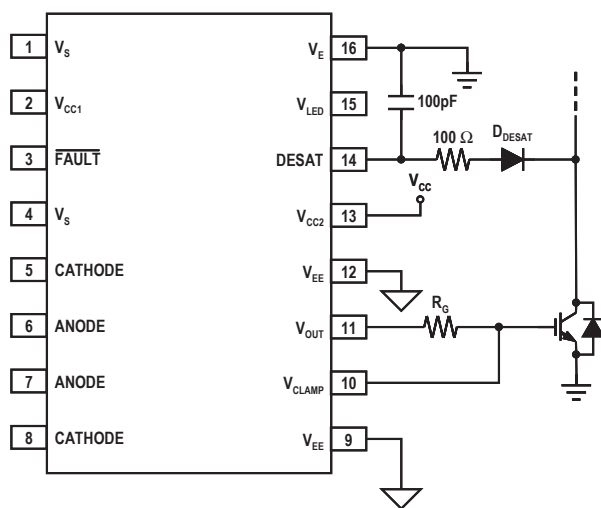 1 VS
2 VCC1
3 FAULT
4 VS
5 CATHODE
6 ANODE
7 ANODE
8 CATHODE
VE 16
VLED 15
DESAT 14
VCC2 13
VEE 12
VOUT 11
VCLAMP 10
VEE 9
100pF
100 Ω
DDESAT
VCC
RG